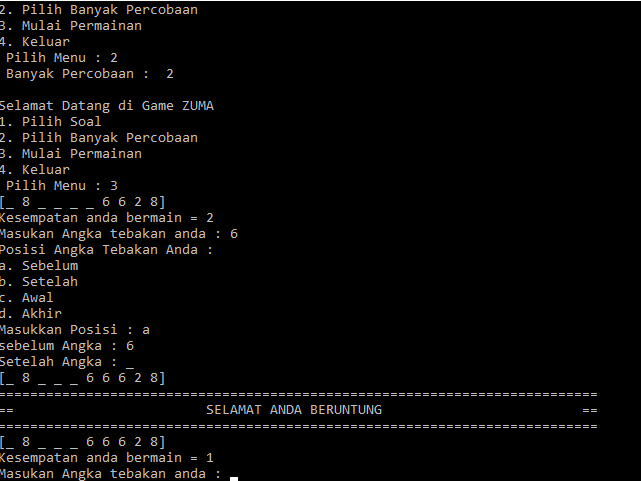 2. Pilih Banyak Percobaan
3. Mulai Permainan
4. Keluar
Pilih Menu : 2
Banyak Percobaan :  2
Selamat Datang di Game ZUMA
1. Pilih Soal
2. Pilih Banyak Percobaan
3. Mulai Permainan
4. Keluar
Pilih Menu : 3
[_ 8 _ _ _ _ 6 6 2 8]
Kesempatan anda bermain = 2
Masukan Angka tebakan anda : 6
Posisi Angka Tebakan Anda :
a. Sebelum
b. Setelah
c. Awal
d. Akhir
Masukkan Posisi : a
sebelum Angka : 6
Setelah Angka : _
[_ 8 _ _ _ 6 6 6 2 8]
===========================================================================
==                        SELAMAT ANDA BERUNTUNG                         ==
===========================================================================
[_ 8 _ _ _ 6 6 6 2 8]
Kesempatan anda bermain = 1
Masukan Angka tebakan anda :